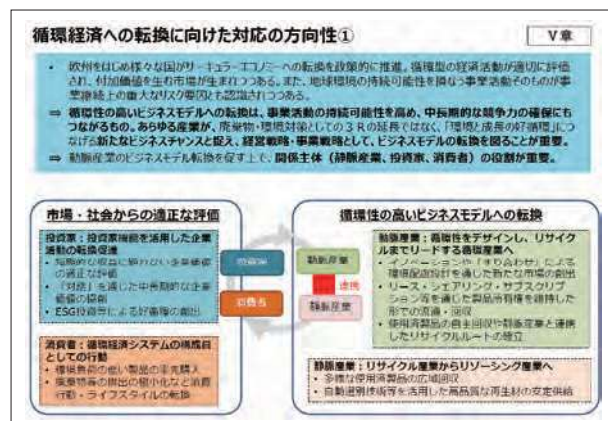 循環経済への転換に向けた対応の方向性①
Ⅴ章
• 欧州をはじめ様々な国がサーキュラーエコノミーへの転換を政策的に推進。循環型の経済活動が適切に評価
され、付加価値を生む市場が生まれつつある。また、地球環境の持続可能性を損なう事業活動そのものが事
業継続上の重大なリスク要因とも認識されつつある。
⇒ 循環性の高いビジネスモデルへの転換は、事業活動の持続可能性を高め、中長期的な競争力の確保にも
つながるもの。あらゆる産業が、廃棄物・環境対策としての3Rの延長ではなく、「環境と成長の好循環」につ
なげる新たなビジネスチャンスと捉え、経営戦略・事業戦略として、ビジネスモデルの転換を図ることが重要。
⇒ 動脈産業のビジネスモデル転換を促す上で、関係主体（静脈産業、投資家、消費者）の役割が重要。
市場・社会からの適正な評価
投資家：投資家機能を活用した企業
活動の転換促進
• 短期的な収益に顕れない企業価値
の適正な評価
• 「対話」を通じた中長期的な企業
価値の協創
• ESG投資等による好循環の創出
消費者：循環経済システムの構成員
としての行動
• 環境負荷の低い製品の率先購入
• 廃棄物等の排出の極小化など消費
行動・ライフスタイルの転換
投資家
消費者
動脈産業
連携
静脈産業
循環性の高いビジネスモデルへの転換
動脈産業：循環性をデザインし、リサイク
ルまでリードする循環産業へ
• イノベーションや「すり合わせ」による
環境配慮設計を通じた新たな市場の創出
• リース・シェアリング・サブスクリプ
ション等を通じた製品所有権を維持した
形での流通・回収
• 使用済製品の自主回収や静脈産業と連携
したリサイクルルートの確立
静脈産業：リサイクル産業からリソーシング産業へ
• 多様な使用済製品の広域回収
• 自動選別技術等を活用した高品質な再生材の安定供給